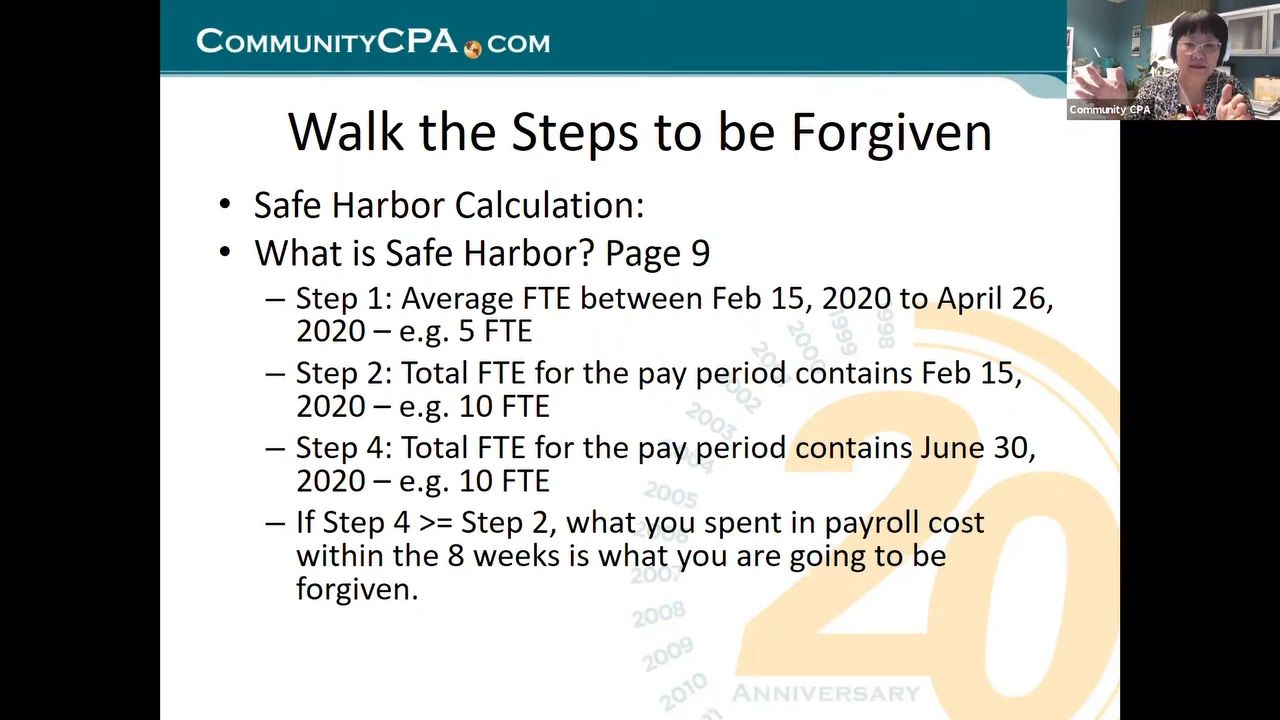 COMMUNITYCPA.COM
Community CPA
Walk the Steps to be Forgiven
• Safe Harbor Calculation:
• What is Safe Harbor? Page 9
– Step 1: Average FTE between Feb 15, 2020 to April 26,
2020 – e.g. 5 FTE
– Step 2: Total FTE for the pay period contains Feb 15,
2020 – e.g. 10 FTE
– Step 4: Total FTE for the pay period contains June 30,
2020 – e.g. 10 FTE
– If Step 4 >= Step 2, what you spent in payroll cost
within the 8 weeks is what you are going to be
forgiven.
1998
1999
2000
2002
2003
2004
2005
2006
2007
2008
2009
2010
20
ANNIVERSARY